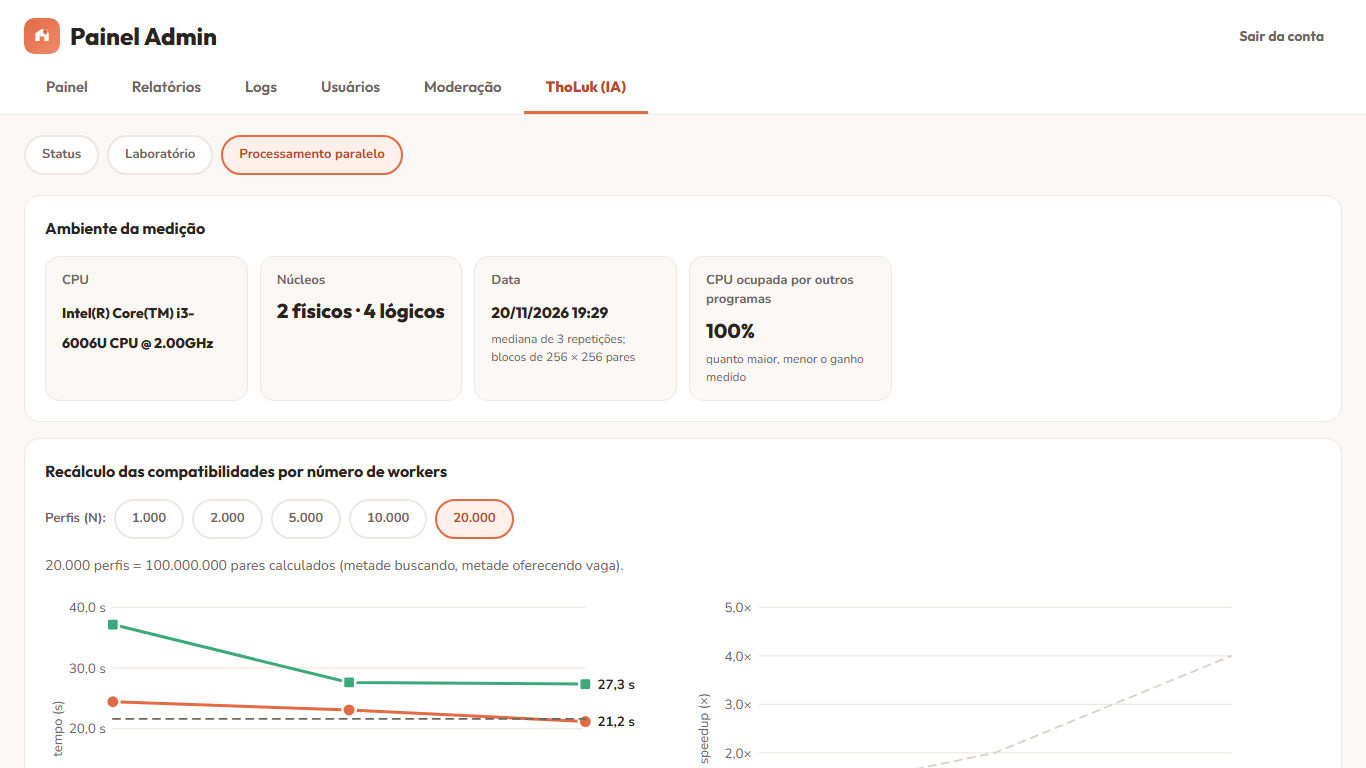 Painel Admin
Sair da conta
Painel
Relatórios
Logs
Usuários
Moderação
ThoLuk (IA)
Status
Laboratório
Processamento paralelo
Ambiente da medição
CPU
Intel(R) Core(TM) i3-
6006U CPU @ 2.00GHz
Núcleos
2 físicos · 4 lógicos
Data
20/11/2026 19:29
mediana de 3 repetições;
blocos de 256 × 256 pares
CPU ocupada por outros
programas
100%
quanto maior, menor o ganho
medido
Recálculo das compatibilidades por número de workers
Perfis (N):
1.000
2.000
5.000
10.000
20.000
20.000 perfis = 100.000.000 pares calculados (metade buscando, metade oferecendo vaga).
40,0 s
30,0 s
20,0 s
tempo (s)
27,3 s
21,2 s
5,0×
4,0×
3,0×
2,0×
speedup (×)